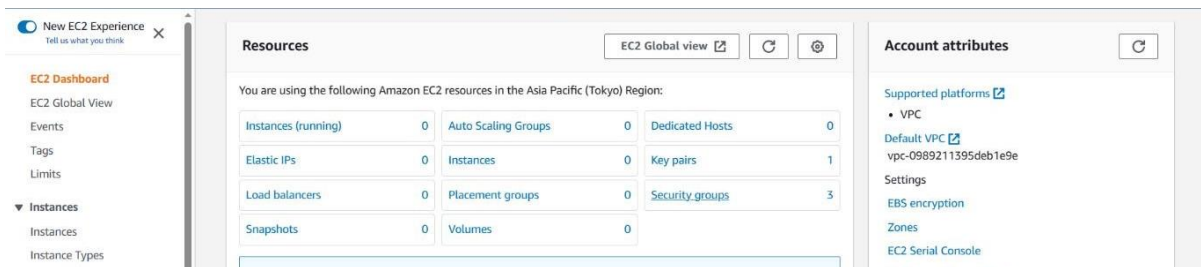 New EC2 Experience
Tell us what you think
EC2 Dashboard
EC2 Global View
Events
Tags
Limits
Instances
Instances
Instance Types
Resources
EC2 Global view
You are using the following Amazon EC2 resources in the Asia Pacific (Tokyo) Region:
Instances (running) 0 Auto Scaling Groups 0 Dedicated Hosts 0
Elastic IPs 0 Instances 0 Key pairs 1
Load balancers 0 Placement groups 0 Security groups 3
Snapshots 0 Volumes 0
Account attributes
Supported platforms
• VPC
Default VPC
vpc-0989211395deb1e9e
Settings
EBS encryption
Zones
EC2 Serial Console